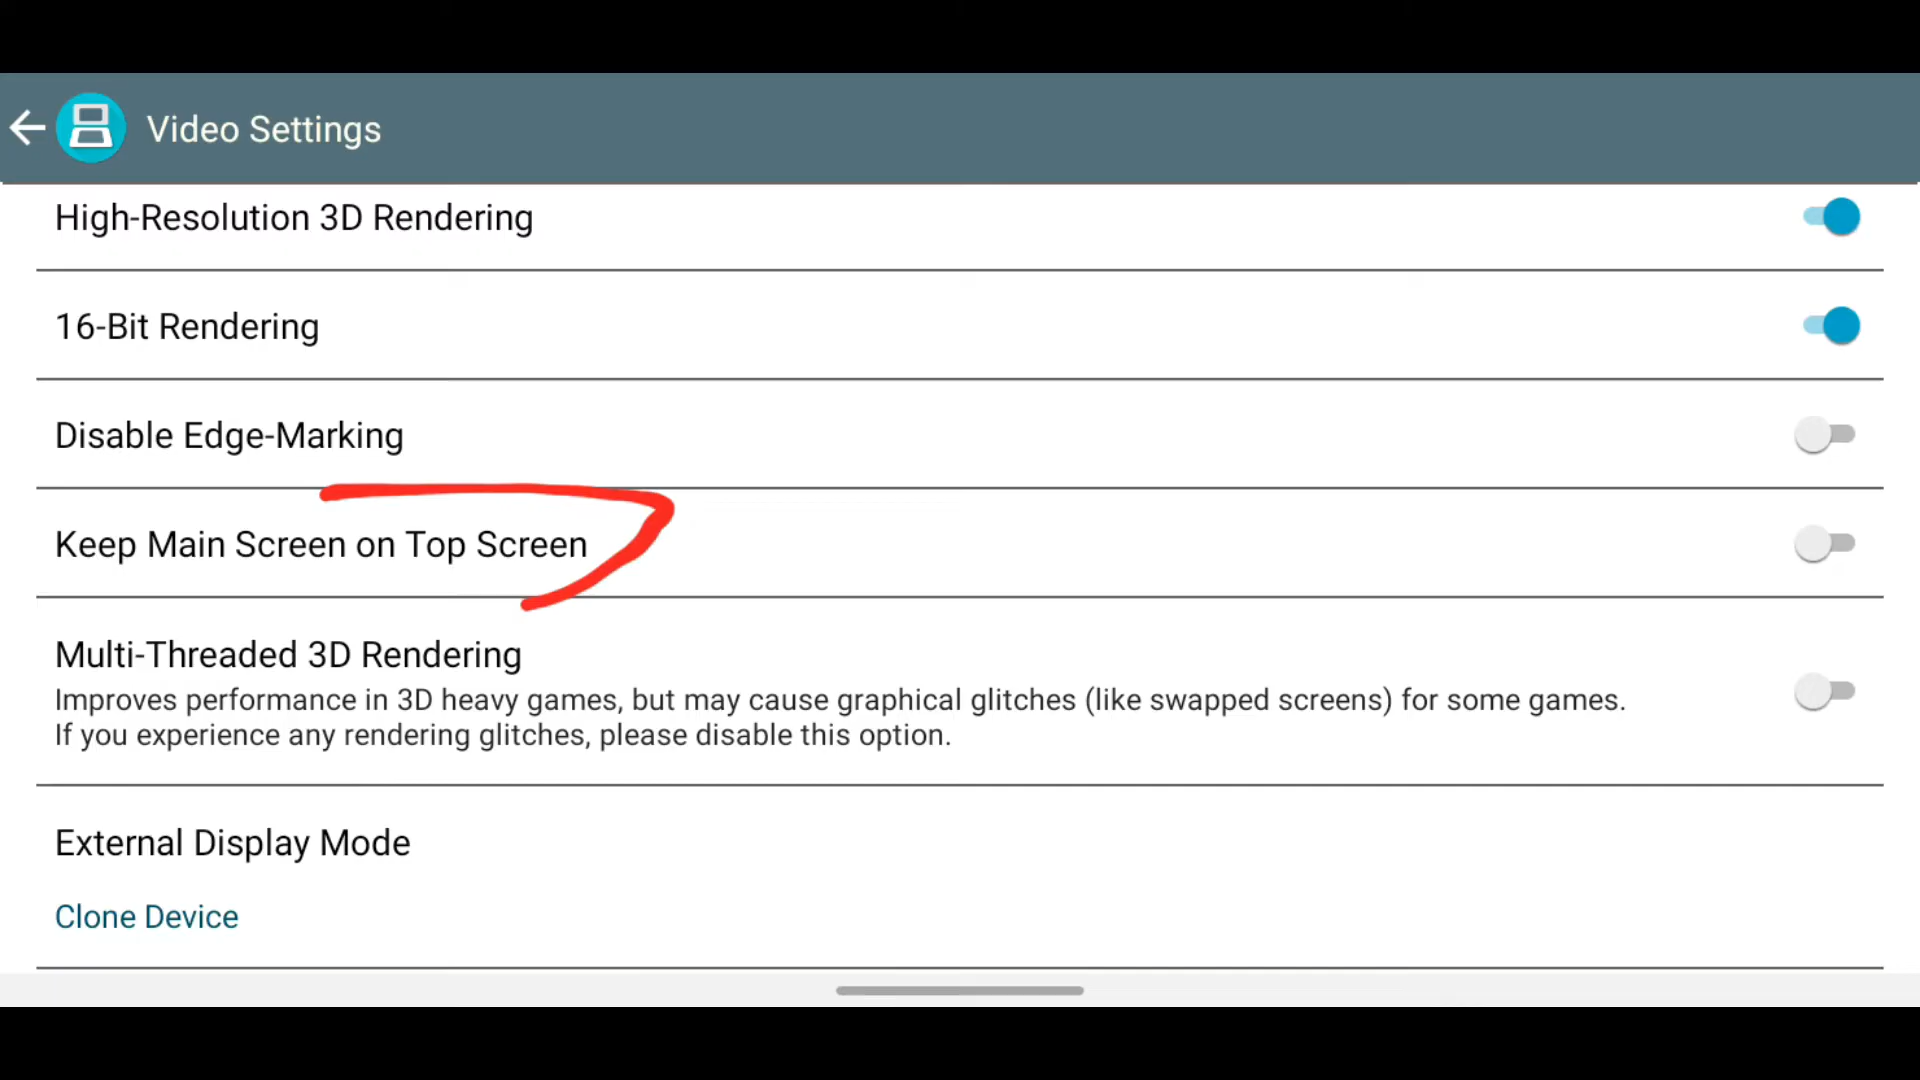 Video Settings
High-Resolution 3D Rendering
16-Bit Rendering
Disable Edge-Marking
Keep Main Screen on Top Screen
Multi-Threaded 3D Rendering
Improves performance in 3D heavy games, but may cause graphical glitches (like swapped screens) for some games.
If you experience any rendering glitches, please disable this option.
External Display Mode
Clone Device